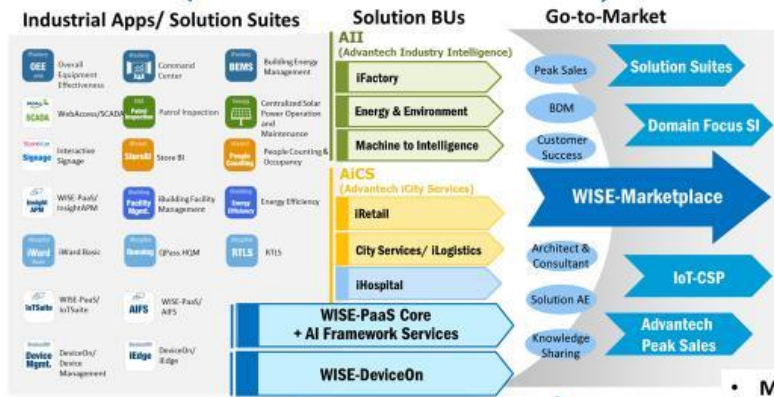 Industrial Apps/ Solution Suites
Solution BUs
Go-to-Market
iFactory
OEE
Overall
Equipment
Effectiveness
Command
Center
BEMS
Building Energy
Management
SCADA
WebAccess/SCADA
Patrol
Inspection
Patrol Inspection
Energy
Centralized Solar
Power Operation
and
Maintenance
Signage
Interactive
Signage
StoreBI
Store BI
People
Counting
People Counting &
Occupancy
Insight
APM
WISE-PaaS/
InsightAPM
Facility
Mgmt.
iBuilding Facility
Management
Energy
Efficiency
Energy Efficiency
iWard
Basic
iWard Basic
Queuing
QPass HQM
RTLS
RTLS
IoTSuite
WISE-PaaS/
IoTSuite
AIFS
WISE-PaaS/
AIFS
Device
Mgmt.
DeviceOn/
Device
Management
iEdge
DeviceOn/
iEdge
AII
(Advantech Industry Intelligence)
iFactory
Energy & Environment
Machine to Intelligence
AiCS
(Advantech iCity Services)
iRetail
City Services/ iLogistics
iHospital
WISE-PaaS Core
+ AI Framework Services
WISE-DeviceOn
Peak Sales
BDM
Customer
Success
Solution Suites
Domain Focus SI
WISE-Marketplace
Architect &
Consultant
Solution AE
Knowledge
Sharing
IoT-CSP
Advantech
Peak Sales
• M